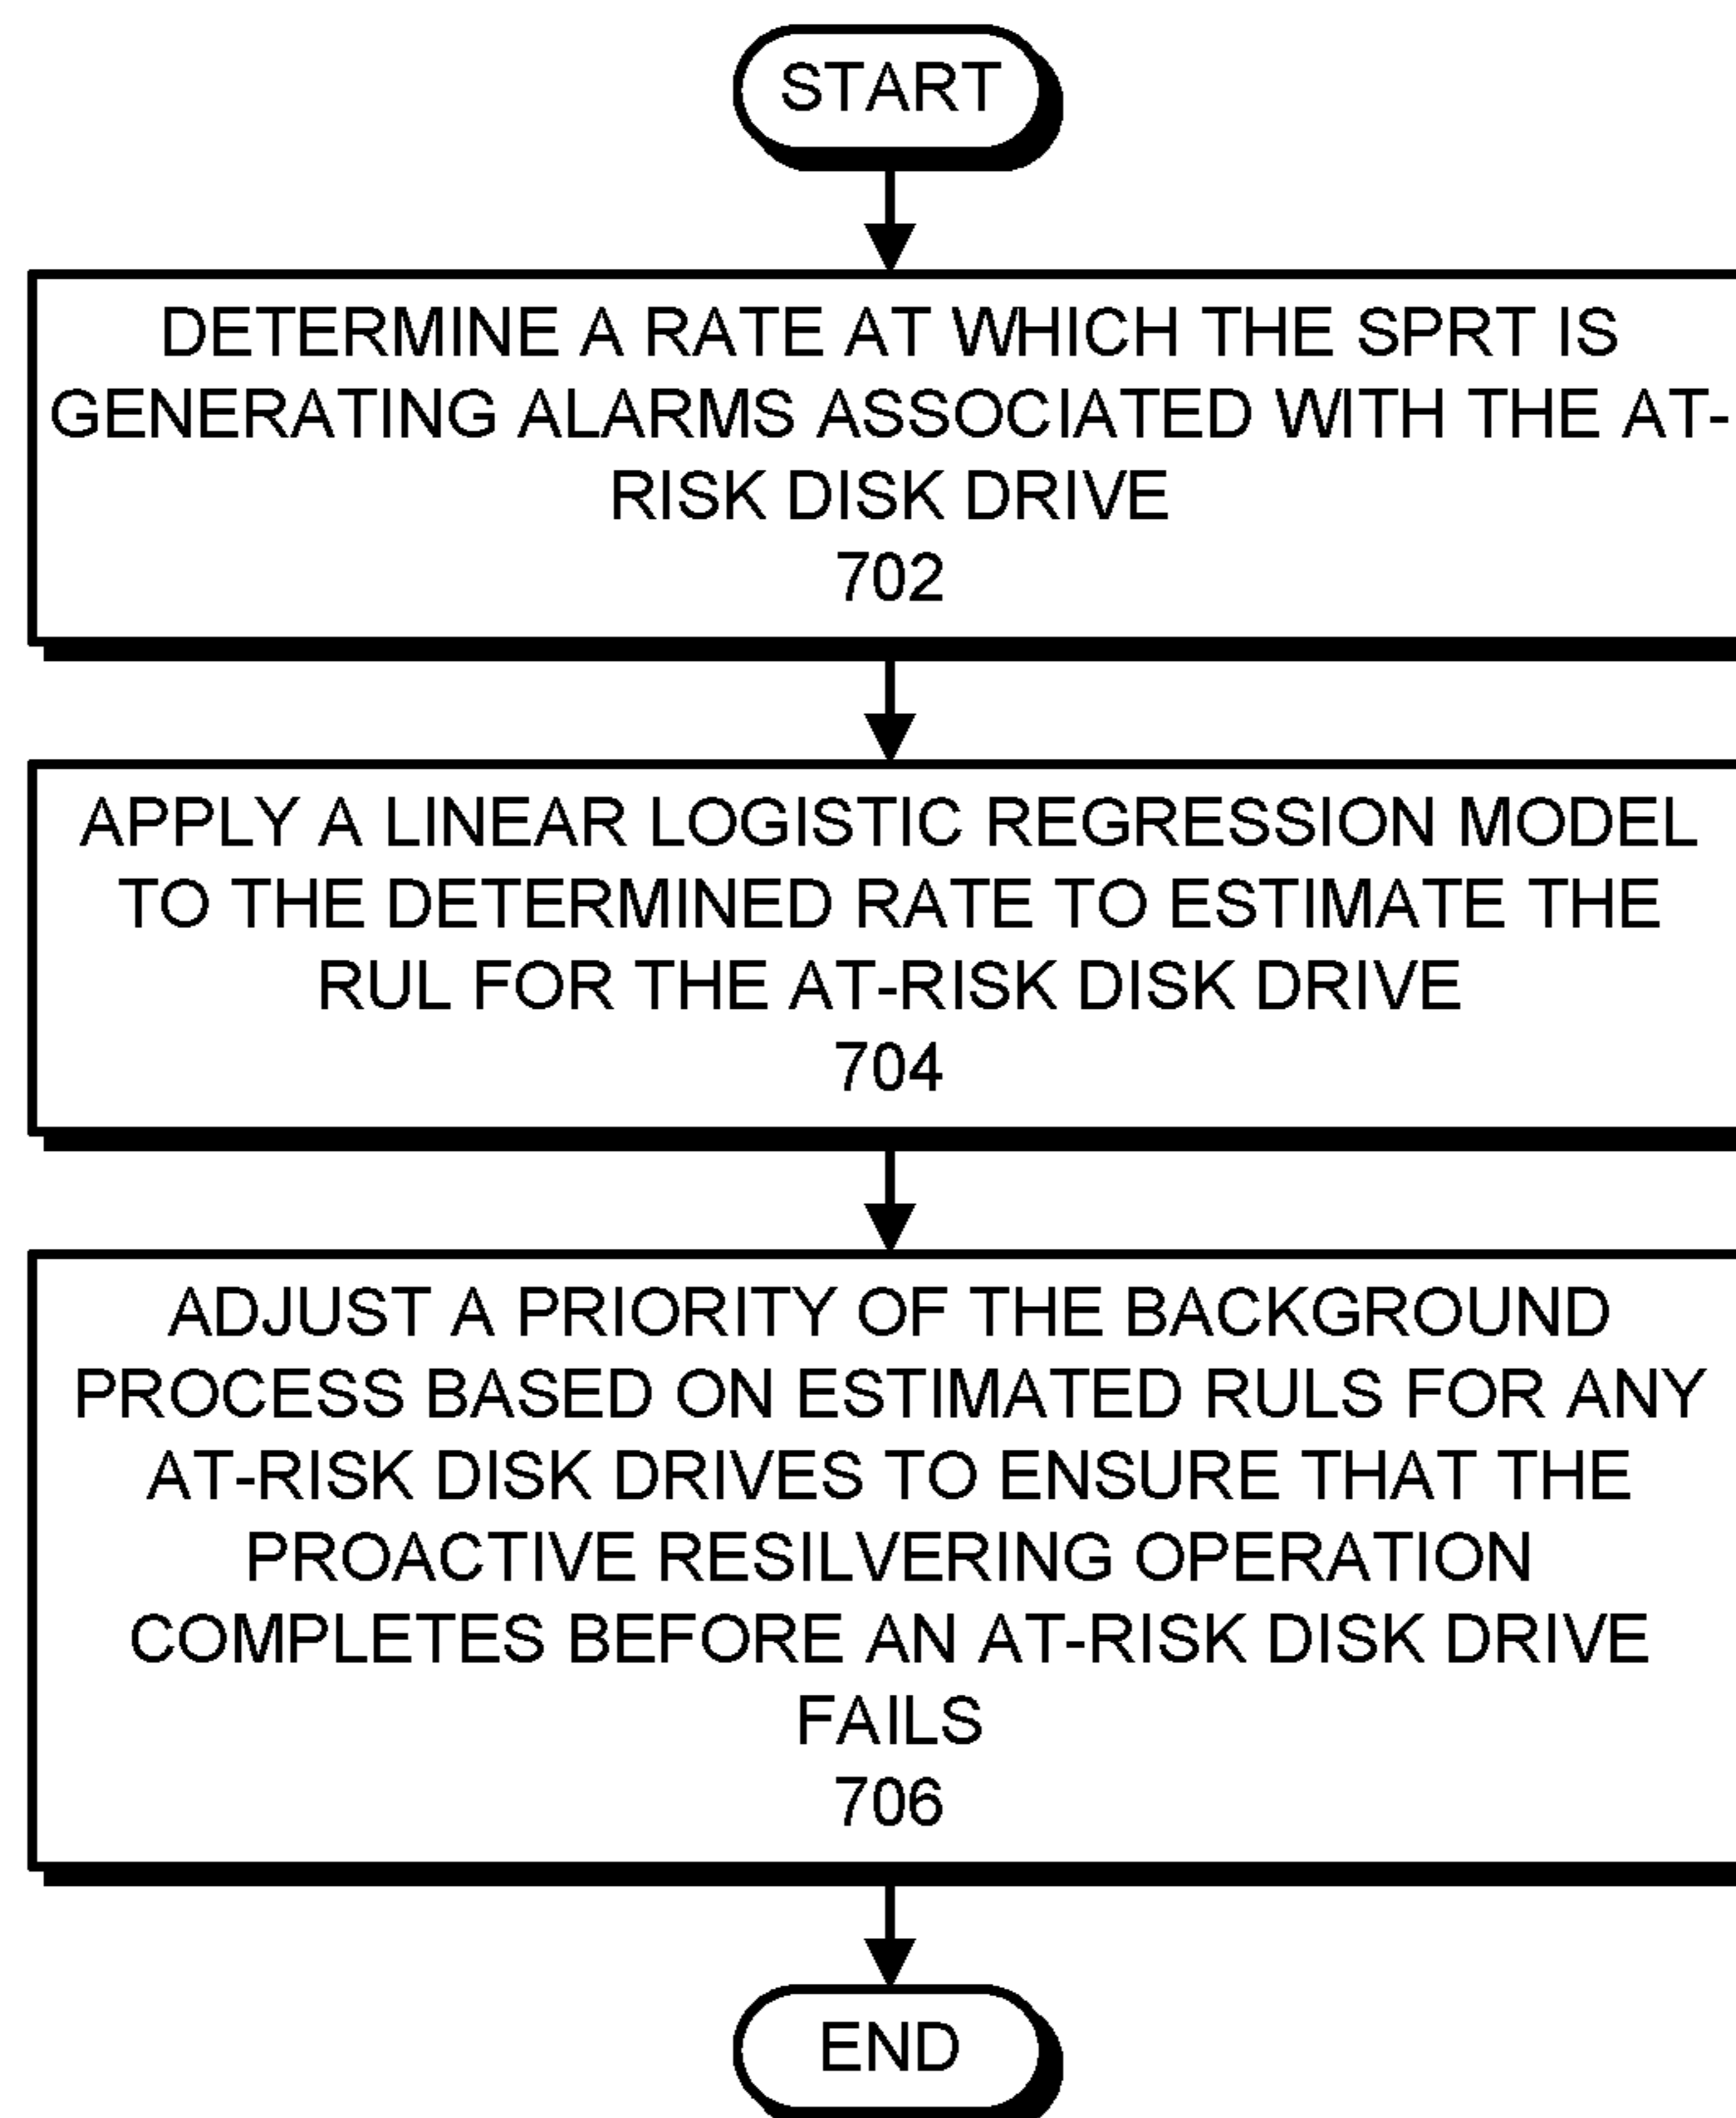 START
DETERMINE A RATE AT WHICH THE SPRT IS
GENERATING ALARMS ASSOCIATED WITH THE AT-
RISK DISK DRIVE
702
APPLY A LINEAR LOGISTIC REGRESSION MODEL
TO THE DETERMINED RATE TO ESTIMATE THE
RUL FOR THE AT-RISK DISK DRIVE
704
ADJUST A PRIORITY OF THE BACKGROUND
PROCESS BASED ON ESTIMATED RULS FOR ANY
AT-RISK DISK DRIVES TO ENSURE THAT THE
PROACTIVE RESILVERING OPERATION
COMPLETES BEFORE AN AT-RISK DISK DRIVE
FAILS
706
END